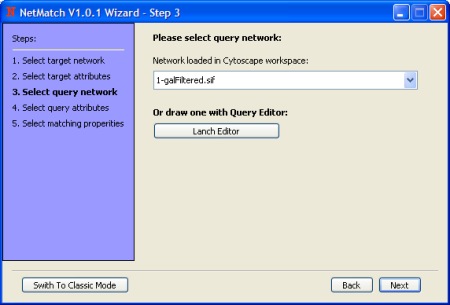 NetMatch V1.0.1 Wizard - Step 3
Steps:
1. Select target network
2. Select target attributes
3. Select query network
4. Select query attributes
5. Select matching properities
Please select query network:
Network loaded in Cytoscape workspace:
1-galFiltered.sif
Or draw one with Query Editor:
Lanch Editor
Swith To Classic Mode
Back
Next